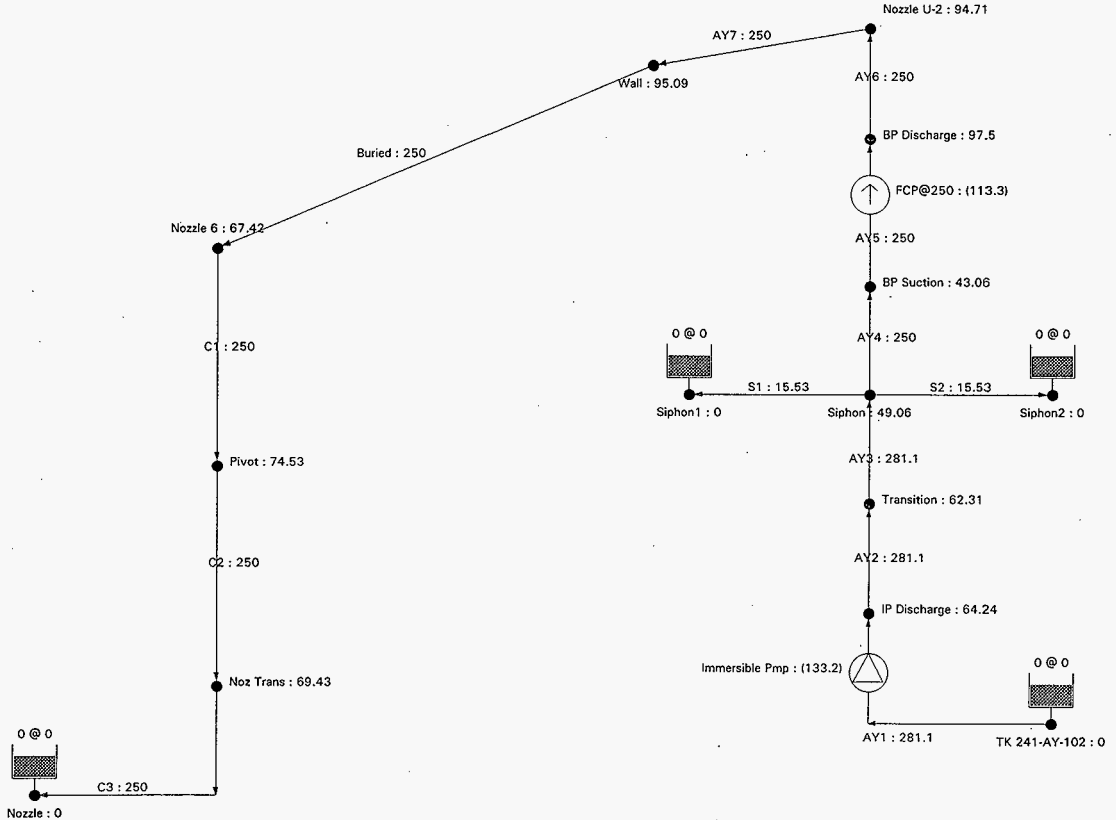 Nozzle U-2 : 94.71
AY7 : 250
Wall : 95.09
AY6 : 250
BP Discharge : 97.5
Buried : 250
FCP@250 : (113.3)
Nozzle 6 : 67.42
AY5 : 250
BP Suction : 43.06
0 @ 0
0 @ 0
C1 : 250
AY4 : 250
S1 : 15.53
S2 : 15.53
Siphon1 : 0
Siphon : 49.06
Siphon2 : 0
Pivot : 74.53
AY3 : 281.1
Transition : 62.31
C2 : 250
AY2 : 281.1
IP Discharge : 64.24
Immersible Pmp : (133.2)
0 @ 0
Noz Trans : 69.43
0 @ 0
AY1 : 281.1
TK 241-AY-102 : 0
C3 : 250
Nozzle : 0